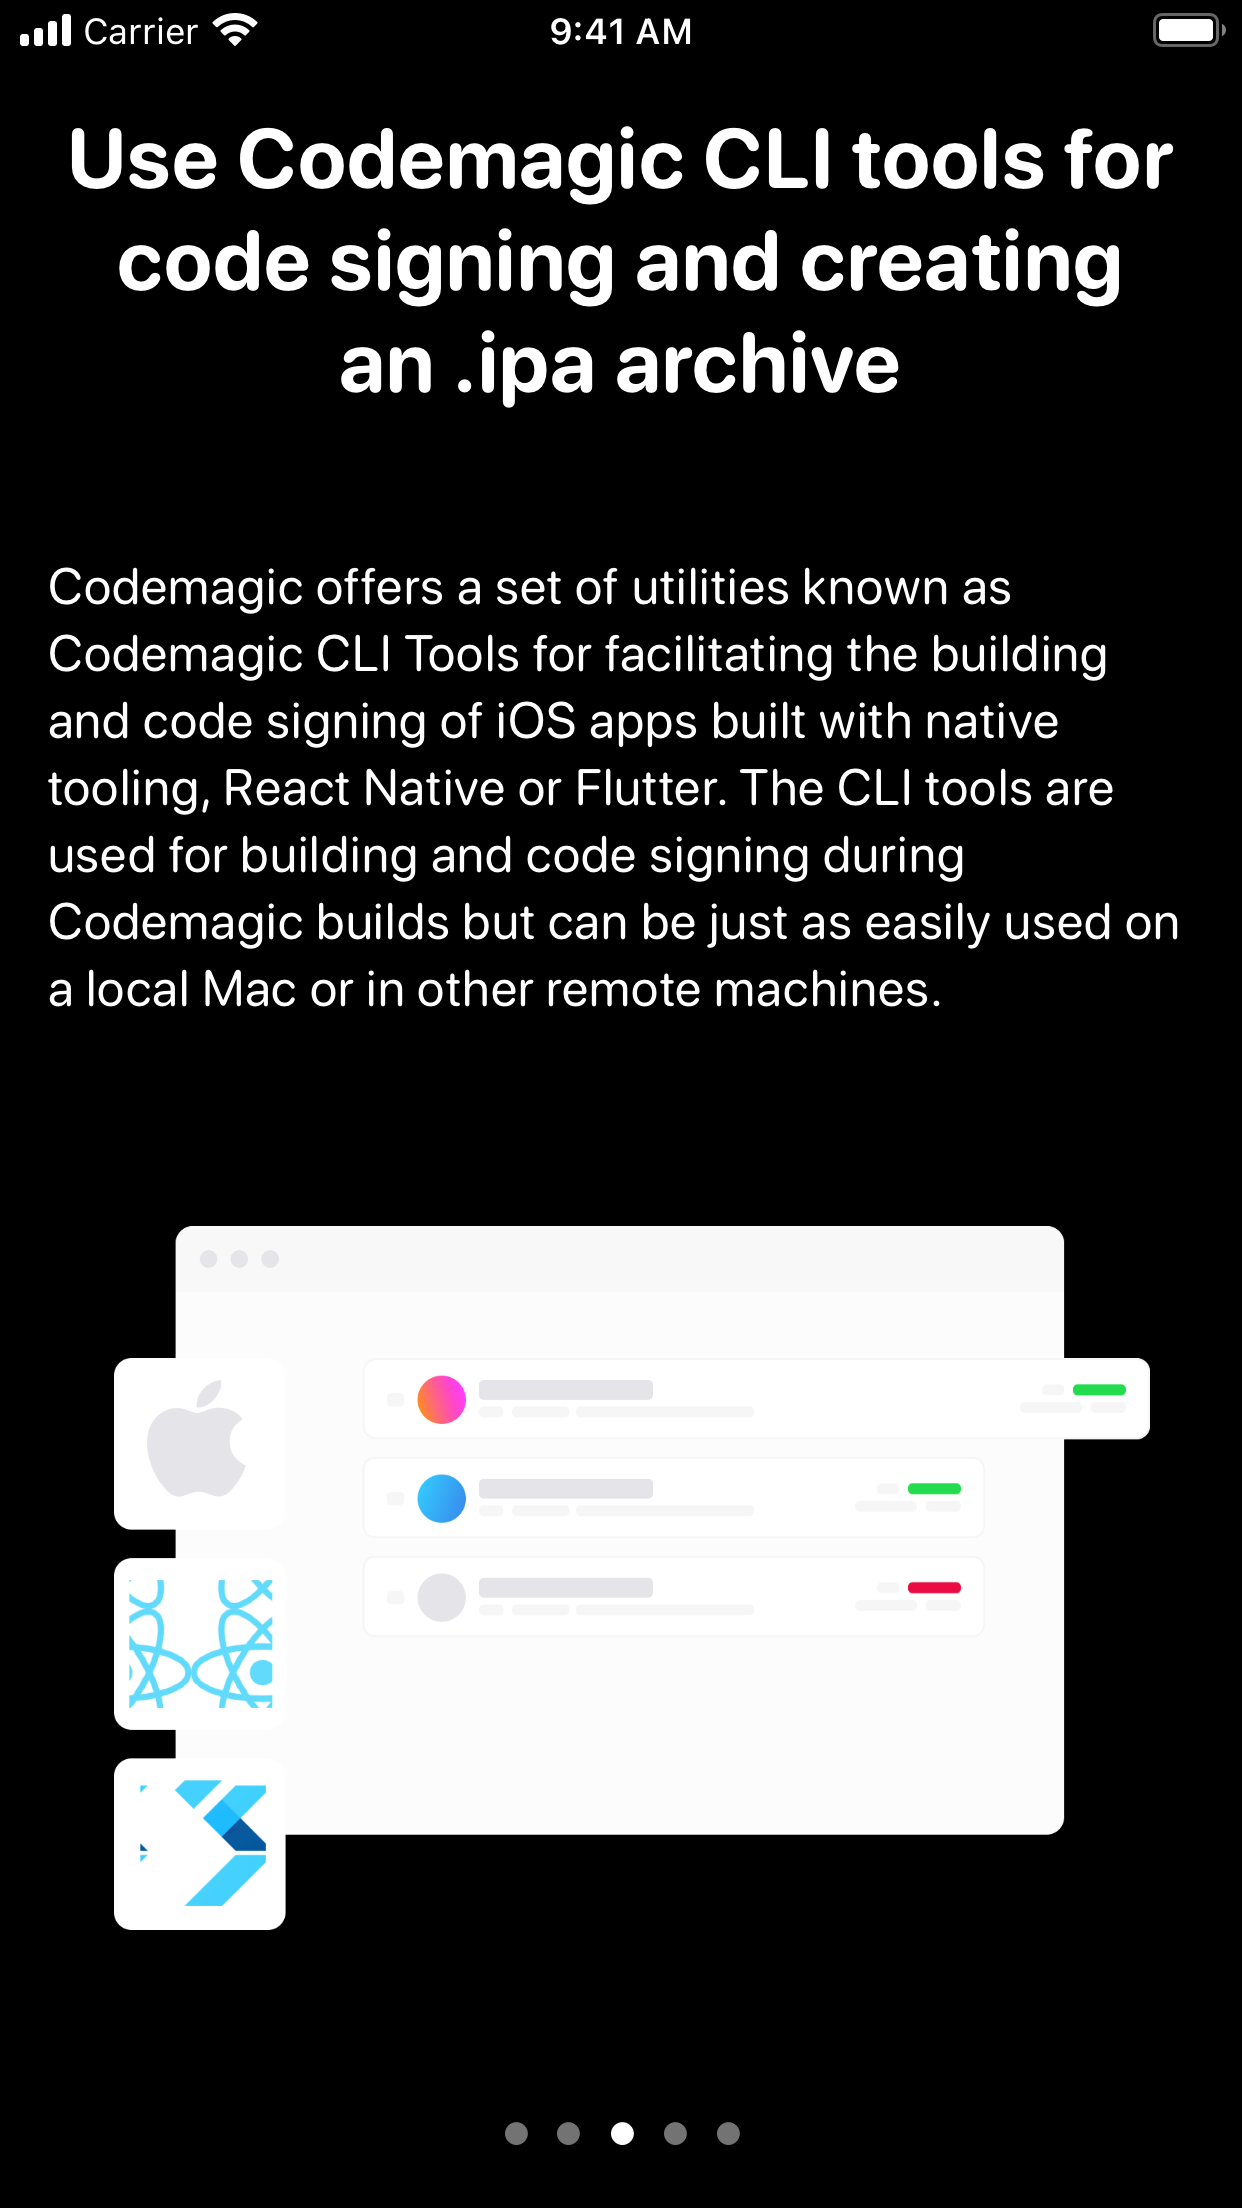 Carrier
9:41 AM
Use Codemagic CLI tools for
code signing and creating
an .ipa archive
Codemagic offers a set of utilities known as
Codemagic CLI Tools for facilitating the building
and code signing of iOS apps built with native
tooling, React Native or Flutter. The CLI tools are
used for building and code signing during
Codemagic builds but can be just as easily used on
a local Mac or in other remote machines.